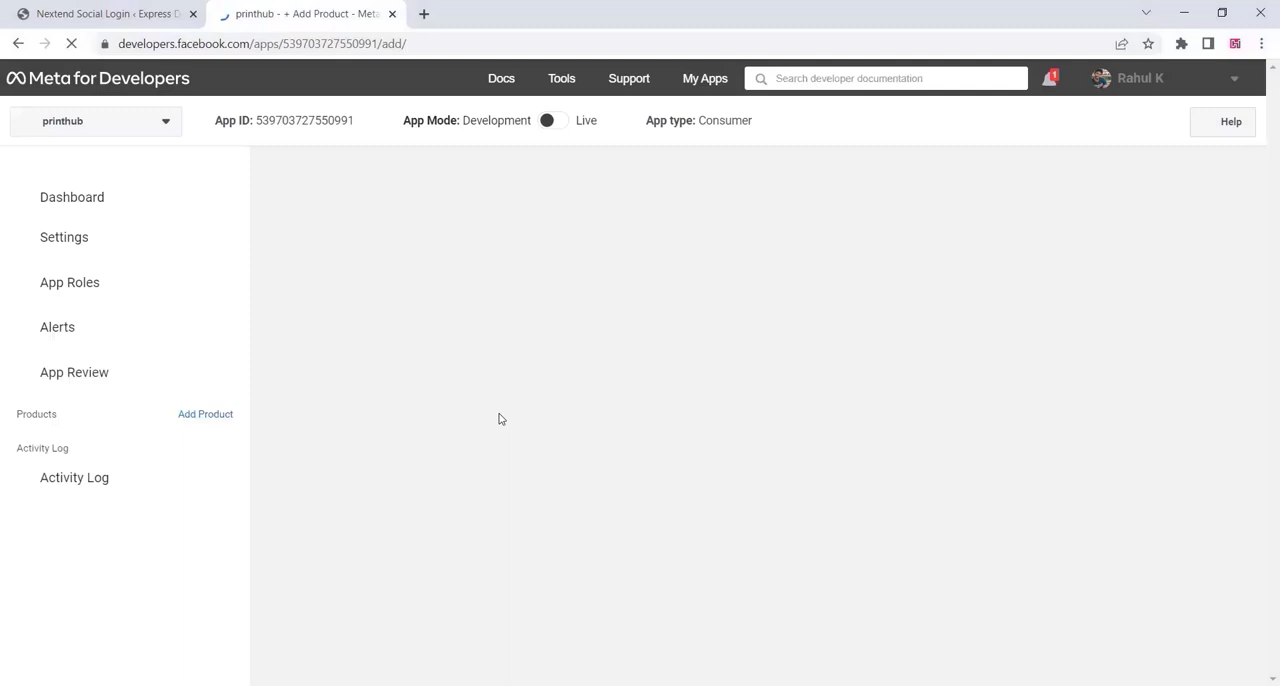 Nextend Social Login ‹ Express D
printhub - + Add Product - Meta
developers.facebook.com/apps/539703727550991/add/
Meta for Developers
Docs
Tools
Support
My Apps
Search developer documentation
1
Rahul K
printhub
App ID: 539703727550991
App Mode: Development
Live
App type: Consumer
Help
Dashboard
Settings
App Roles
Alerts
App Review
Products
Add Product
Activity Log
Activity Log